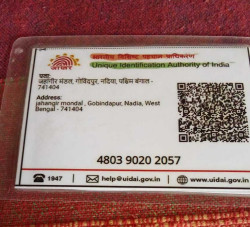 भारतीय विशिष्ट पहचान प्राधिकरण
Unique Identification Authority of India
पता:
जहांगीर मंडल, गोविंदपुर, नदिया, पश्चिम बंगाल -
741404
Address:
jahangir mondal , Gobindapur, Nadia, West
Bengal - 741404
4803 9020 2057
1947
help@uidai.gov.in
www.uidai.gov.in